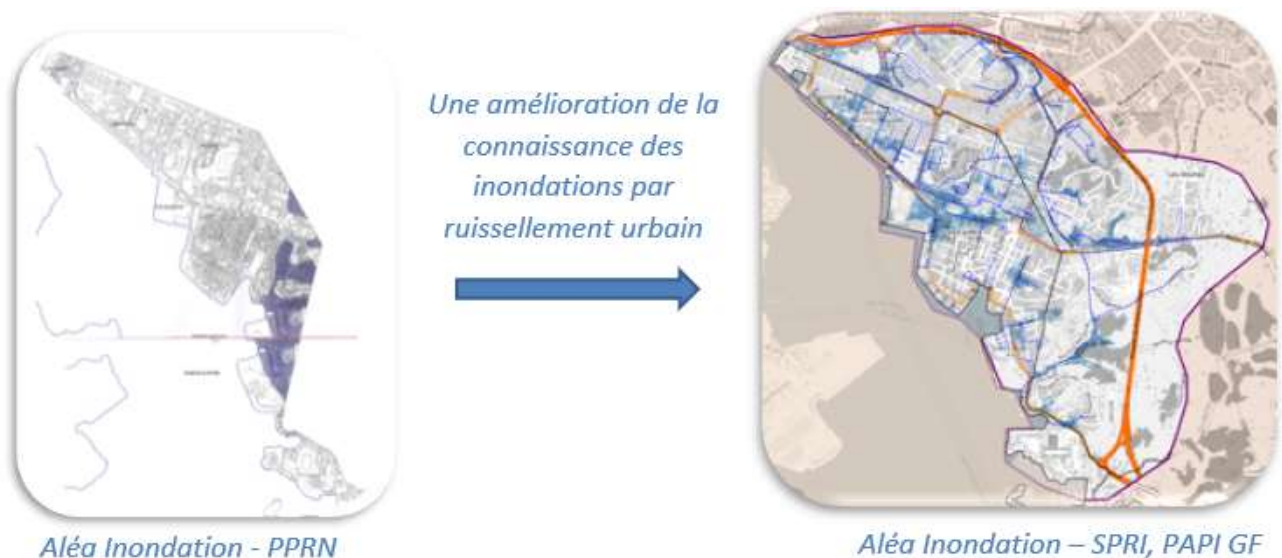 Une amélioration de la
connaissance des
inondations par
ruissellement urbain
Aléa Inondation - PPRN
Aléa Inondation – SPRI, PAPI GF